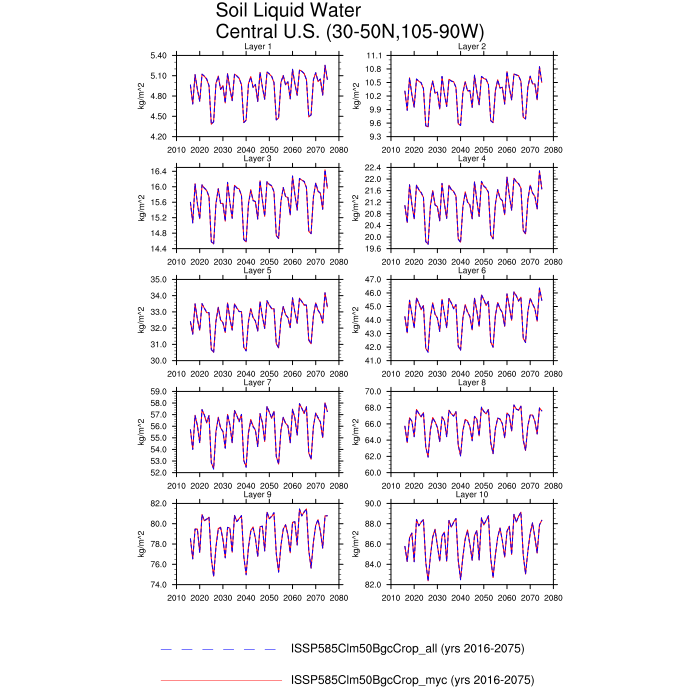 Soil Liquid Water
Central U.S. (30-50N,105-90W)
Layer 1
Layer 2
5.40
5.10
4.80
4.50
4.20
kg/m^2
2010 2020 2030 2040 2050 2060 2070 2080
11.1
10.8
10.5
10.2
9.9
9.6
9.3
kg/m^2
2010 2020 2030 2040 2050 2060 2070 2080
Layer 3
Layer 4
16.4
16.0
15.6
15.2
14.8
14.4
kg/m^2
2010 2020 2030 2040 2050 2060 2070 2080
22.4
22.0
21.6
21.2
20.8
20.4
20.0
19.6
kg/m^2
2010 2020 2030 2040 2050 2060 2070 2080
Layer 5
Layer 6
35.0
34.0
33.0
32.0
31.0
30.0
kg/m^2
2010 2020 2030 2040 2050 2060 2070 2080
47.0
46.0
45.0
44.0
43.0
42.0
41.0
kg/m^2
2010 2020 2030 2040 2050 2060 2070 2080
Layer 7
Layer 8
59.0
58.0
57.0
56.0
55.0
54.0
53.0
52.0
kg/m^2
2010 2020 2030 2040 2050 2060 2070 2080
70.0
68.0
66.0
64.0
62.0
60.0
kg/m^2
2010 2020 2030 2040 2050 2060 2070 2080
Layer 9
Layer 10
82.0
80.0
78.0
76.0
74.0
kg/m^2
2010 2020 2030 2040 2050 2060 2070 2080
90.0
88.0
86.0
84.0
82.0
kg/m^2
2010 2020 2030 2040 2050 2060 2070 2080
ISSP585Clm50BgcCrop_all (yrs 2016-2075)
ISSP585Clm50BgcCrop_myc (yrs 2016-2075)